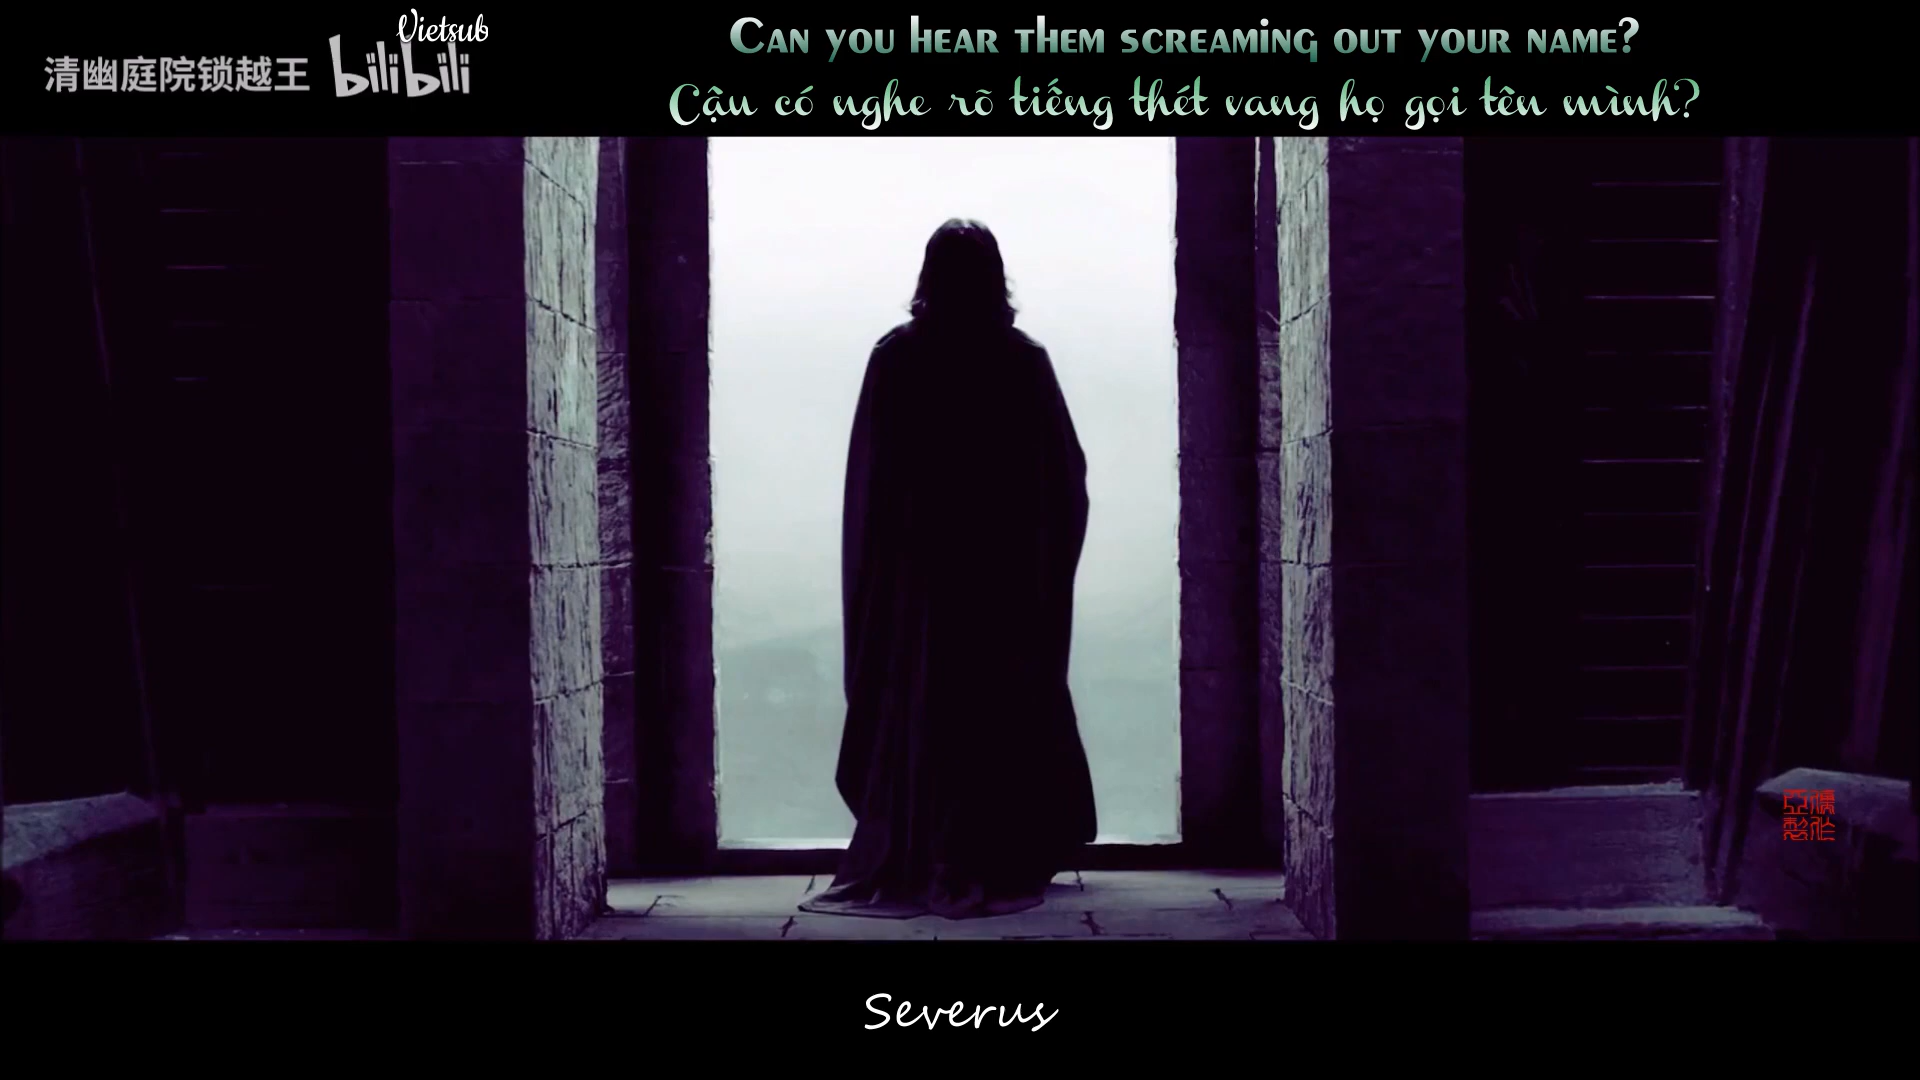 Vietsub
清幽庭院锁越王 bilibili
Can you hear them screaming out your name?
Cậu có nghe rõ tiếng thét vang họ gọi tên mình?
Severus